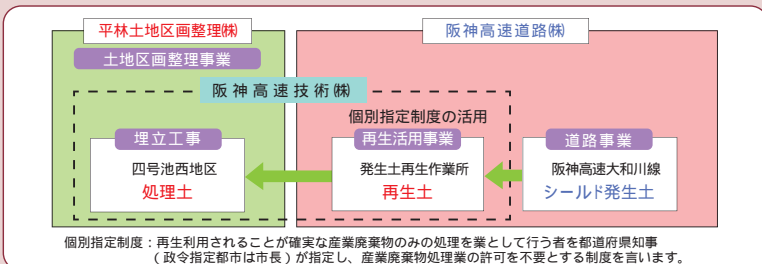 平林土地区画整理㈱
阪神高速道路㈱
土地区画整理事業
阪神高速技術㈱
個別指定制度の活用
埋立工事
再生活用事業
道路事業
四号池西地区
発生土再生作業所
阪神高速大和川線
処理土
再生土
シールド発生土
個別指定制度：再生利用されることが確実な産業廃棄物のみの処理を業として行う者を都道府県知事
（政令指定都市は市長）が指定し、産業廃棄物処理業の許可を不要とする制度を言います。